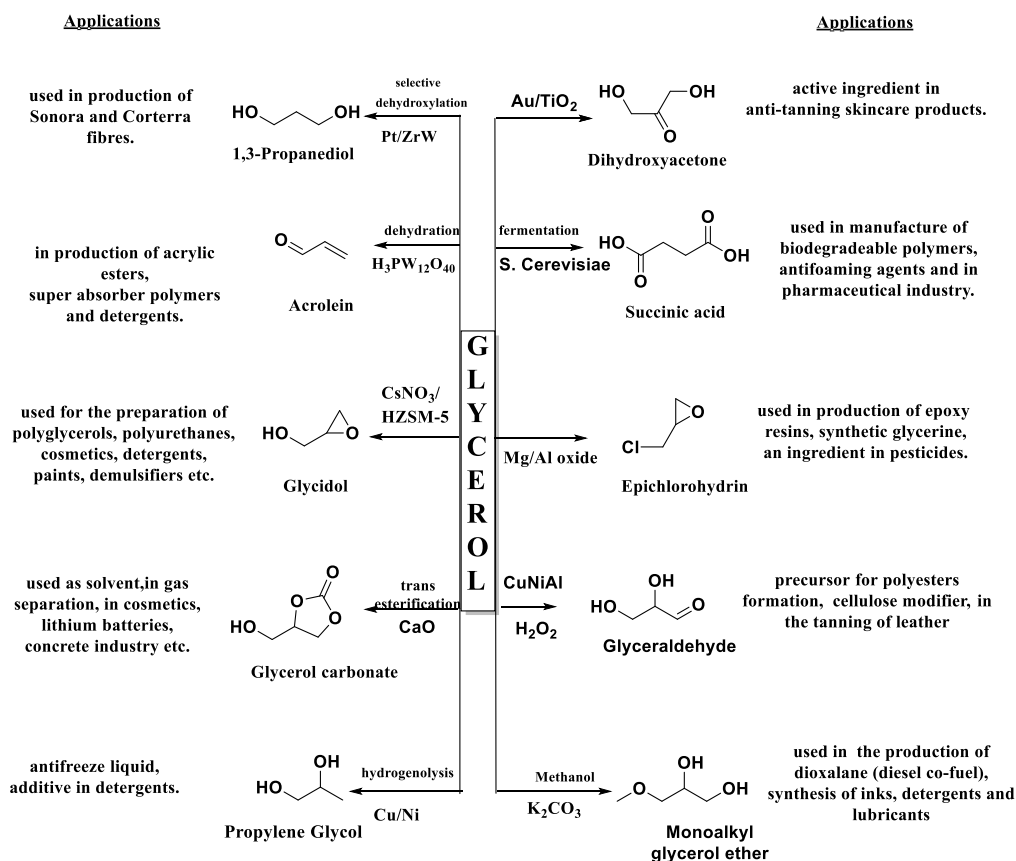 Applications
used in production of
Sonora and Corterra
fibres.
HO
OH
1,3-Propanediol
selective
dehydroxylation
Pt/ZrW
in production of acrylic
esters,
super absorber polymers
and detergents.
O
Acrolein
dehydration
H₃PW₁₂O₄₀
used for the preparation of
polyglycerols, polyurethanes,
cosmetics, detergents,
paints, demulsifiers etc.
HO
O
Glycidol
CsNO₃/
HZSM-5
used as solvent,in gas
separation, in cosmetics,
lithium batteries,
concrete industry etc.
O
O
O
HO
Glycerol carbonate
trans
esterification
CaO
antifreeze liquid,
additive in detergents.
OH
HO
Propylene Glycol
hydrogenolysis
Cu/Ni
G
L
Y
C
E
R
O
L
Applications
Au/TiO₂
HO
OH
O
Dihydroxyacetone
active ingredient in
anti-tanning skincare products.
fermentation
S. Cerevisiae
O
HO
OH
O
Succinic acid
used in manufacture of
biodegradeable polymers,
antifoaming agents and in
pharmaceutical industry.
Mg/Al oxide
O
Cl
Epichlorohydrin
used in production of epoxy
resins, synthetic glycerine,
an ingredient in pesticides.
CuNiAl
H₂O₂
OH
HO
O
Glyceraldehyde
precursor for polyesters
formation, cellulose modifier, in
the tanning of leather
Methanol
K₂CO₃
OH
O
OH
Monoalkyl
glycerol ether
used in the production of
dioxalane (diesel co-fuel),
synthesis of inks, detergents and
lubricants